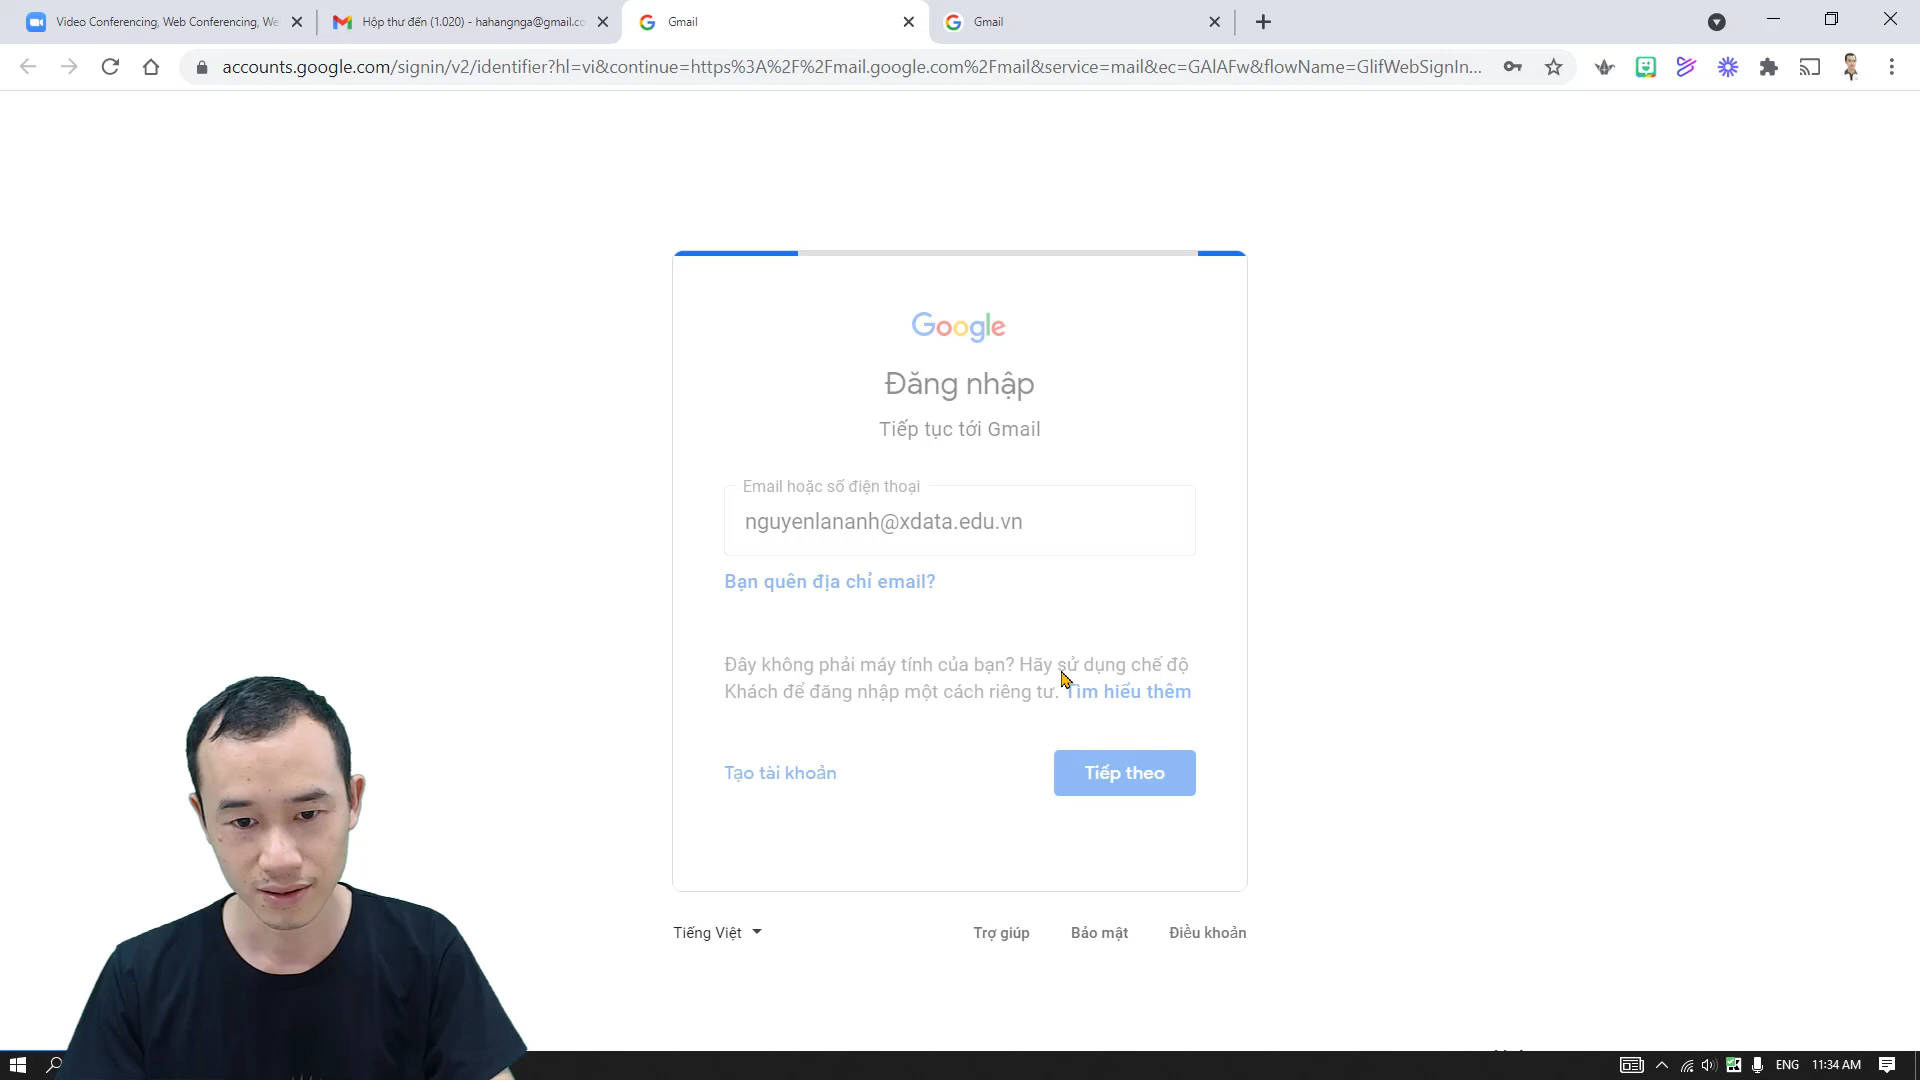 Video Conferencing, Web Conferencing, We
Hộp thư đến (1.020) - hahangnga@gmail.co
Gmail
Gmail
accounts.google.com/signin/v2/identifier?hl=vi&continue=https%3A%2F%2Fmail.google.com%2Fmail&service=mail&ec=GAlAFw&flowName=GlifWebSignIn...
Google
Đăng nhập
Tiếp tục tới Gmail
Email hoặc số điện thoại
nguyenlananh@xdata.edu.vn
Bạn quên địa chỉ email?
Đây không phải máy tính của bạn? Hãy sử dụng chế độ
Khách để đăng nhập một cách riêng tư. Tìm hiểu thêm
Tạo tài khoản
Tiếp theo
Tiếng Việt
Trợ giúp
Bảo mật
Điều khoản
ENG
11:34 AM